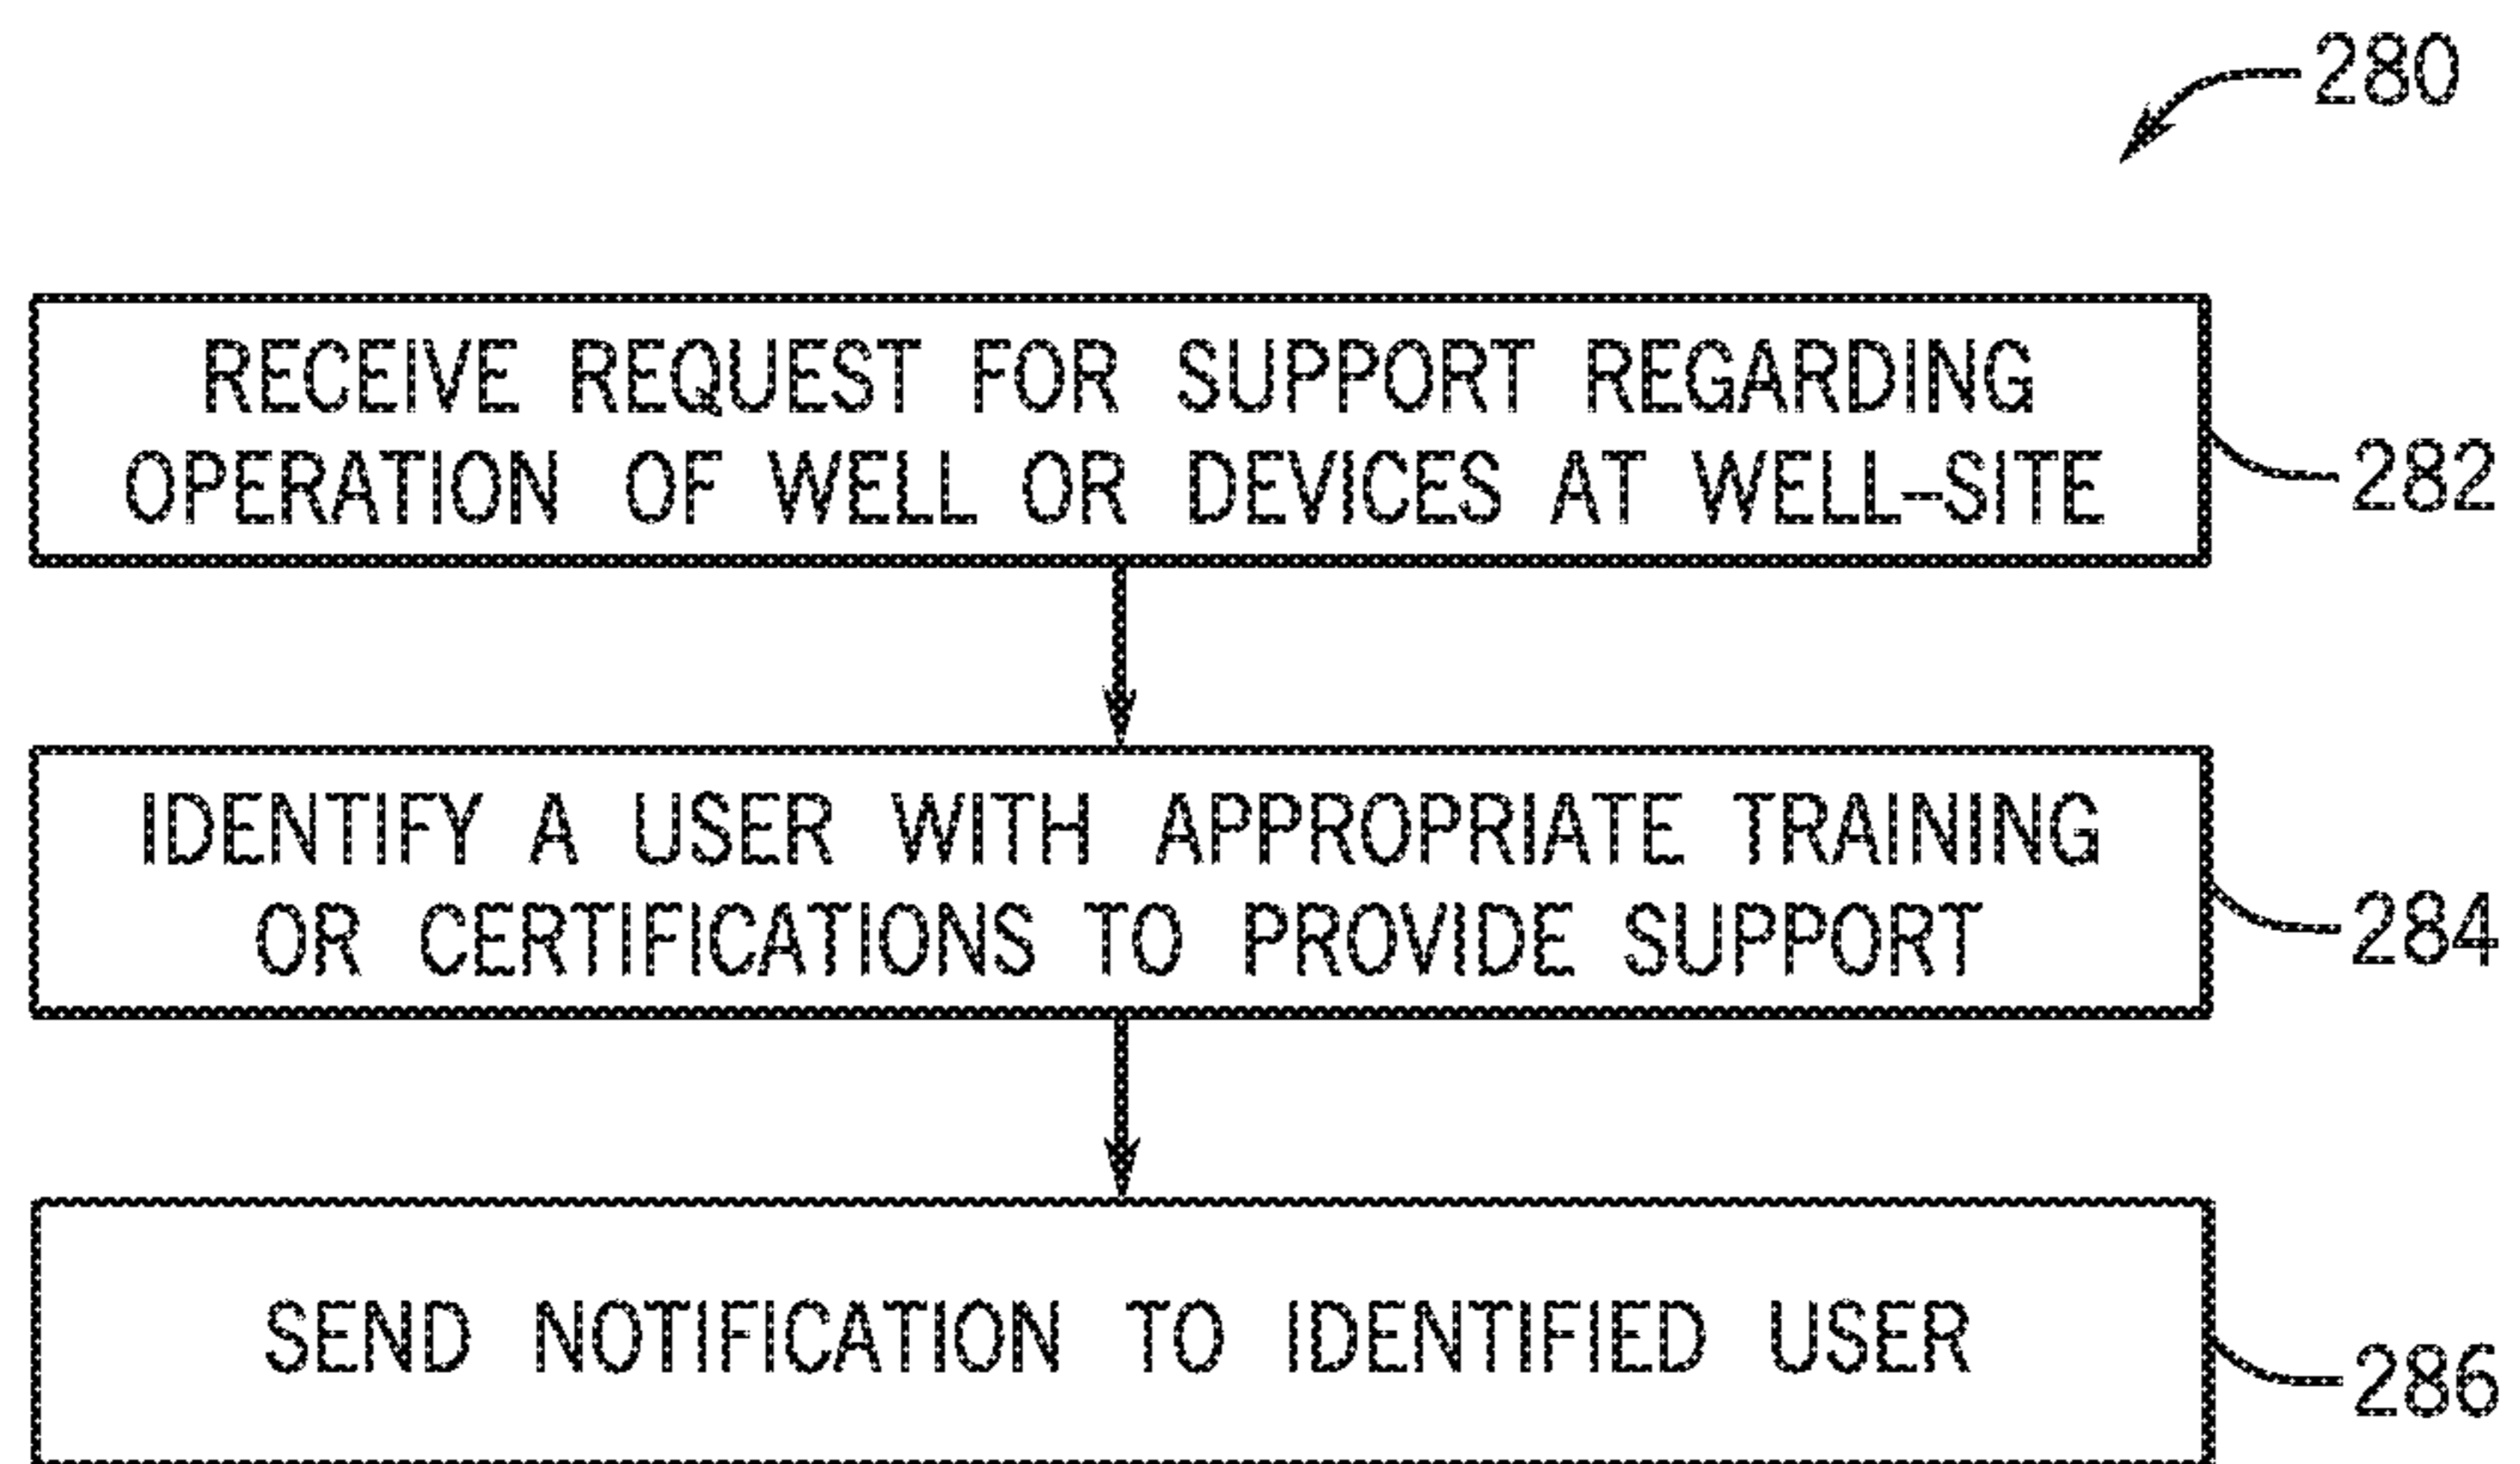 280
RECEIVE REQUEST FOR SUPPORT REGARDING
OPERATION OF WELL OR DEVICES AT WELL-SITE
282
IDENTIFY A USER WITH APPROPRIATE TRAINING
OR CERTIFICATIONS TO PROVIDE SUPPORT
284
SEND NOTIFICATION TO IDENTIFIED USER
286